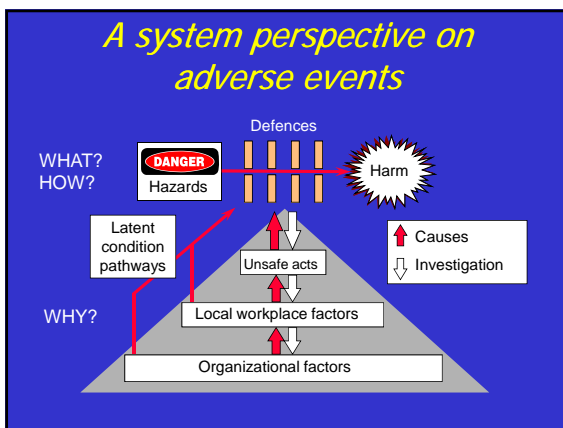 A system perspective on
adverse events
Defences
WHAT?
HOW?
DANGER
Hazards
Harm
Latent
condition
pathways
Causes
Investigation
Unsafe acts
WHY?
Local workplace factors
Organizational factors